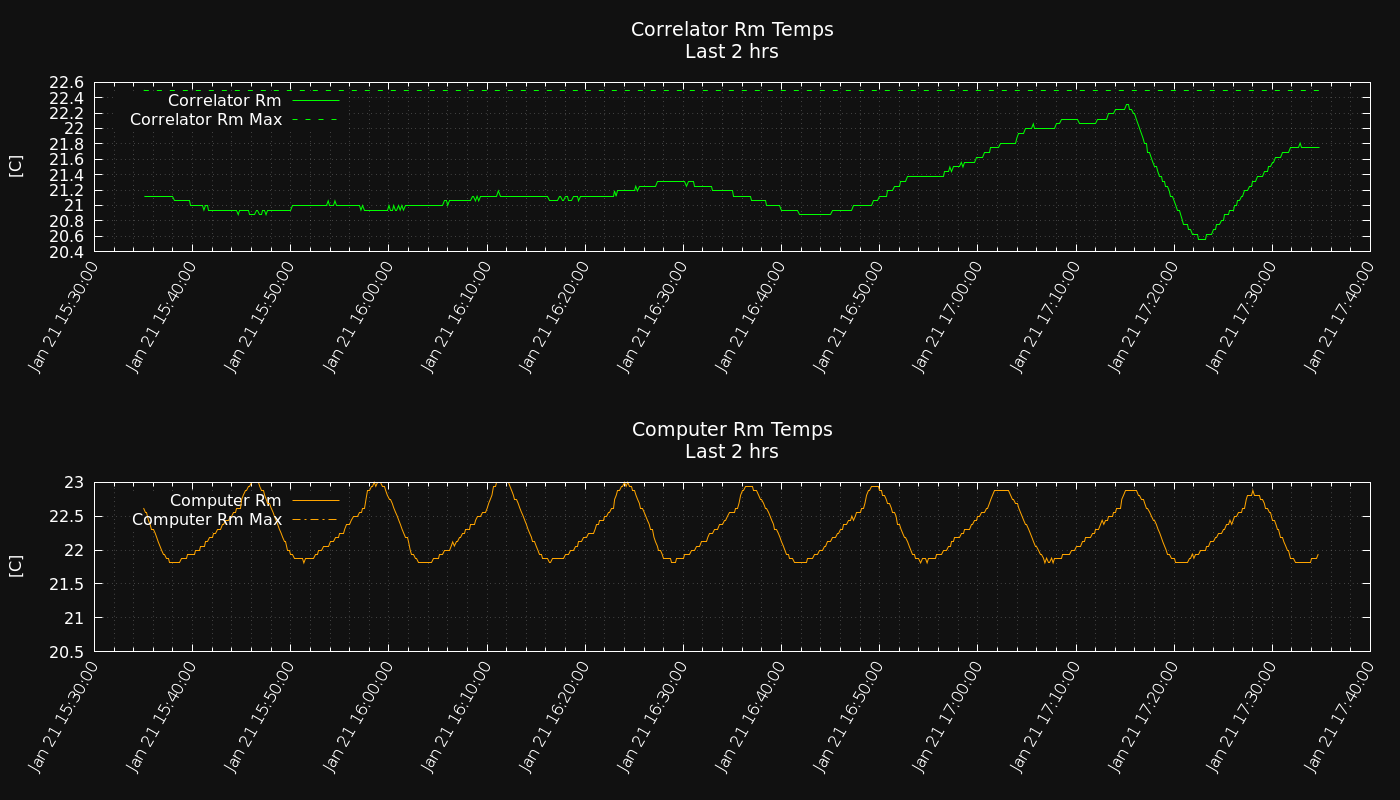 Correlator Rm Temps
Last 2 hrs
22.6
22.4
22.2
22
21.8
21.6
21.4
21.2
21
20.8
20.6
20.4
[C]
Correlator Rm
Correlator Rm Max
Jan 21 15:30:00
Jan 21 15:40:00
Jan 21 15:50:00
Jan 21 16:00:00
Jan 21 16:10:00
Jan 21 16:20:00
Jan 21 16:30:00
Jan 21 16:40:00
Jan 21 16:50:00
Jan 21 17:00:00
Jan 21 17:10:00
Jan 21 17:20:00
Jan 21 17:30:00
Jan 21 17:40:00
Computer Rm Temps
Last 2 hrs
23
22.5
22
21.5
21
20.5
[C]
Computer Rm
Computer Rm Max
Jan 21 15:30:00
Jan 21 15:40:00
Jan 21 15:50:00
Jan 21 16:00:00
Jan 21 16:10:00
Jan 21 16:20:00
Jan 21 16:30:00
Jan 21 16:40:00
Jan 21 16:50:00
Jan 21 17:00:00
Jan 21 17:10:00
Jan 21 17:20:00
Jan 21 17:30:00
Jan 21 17:40:00